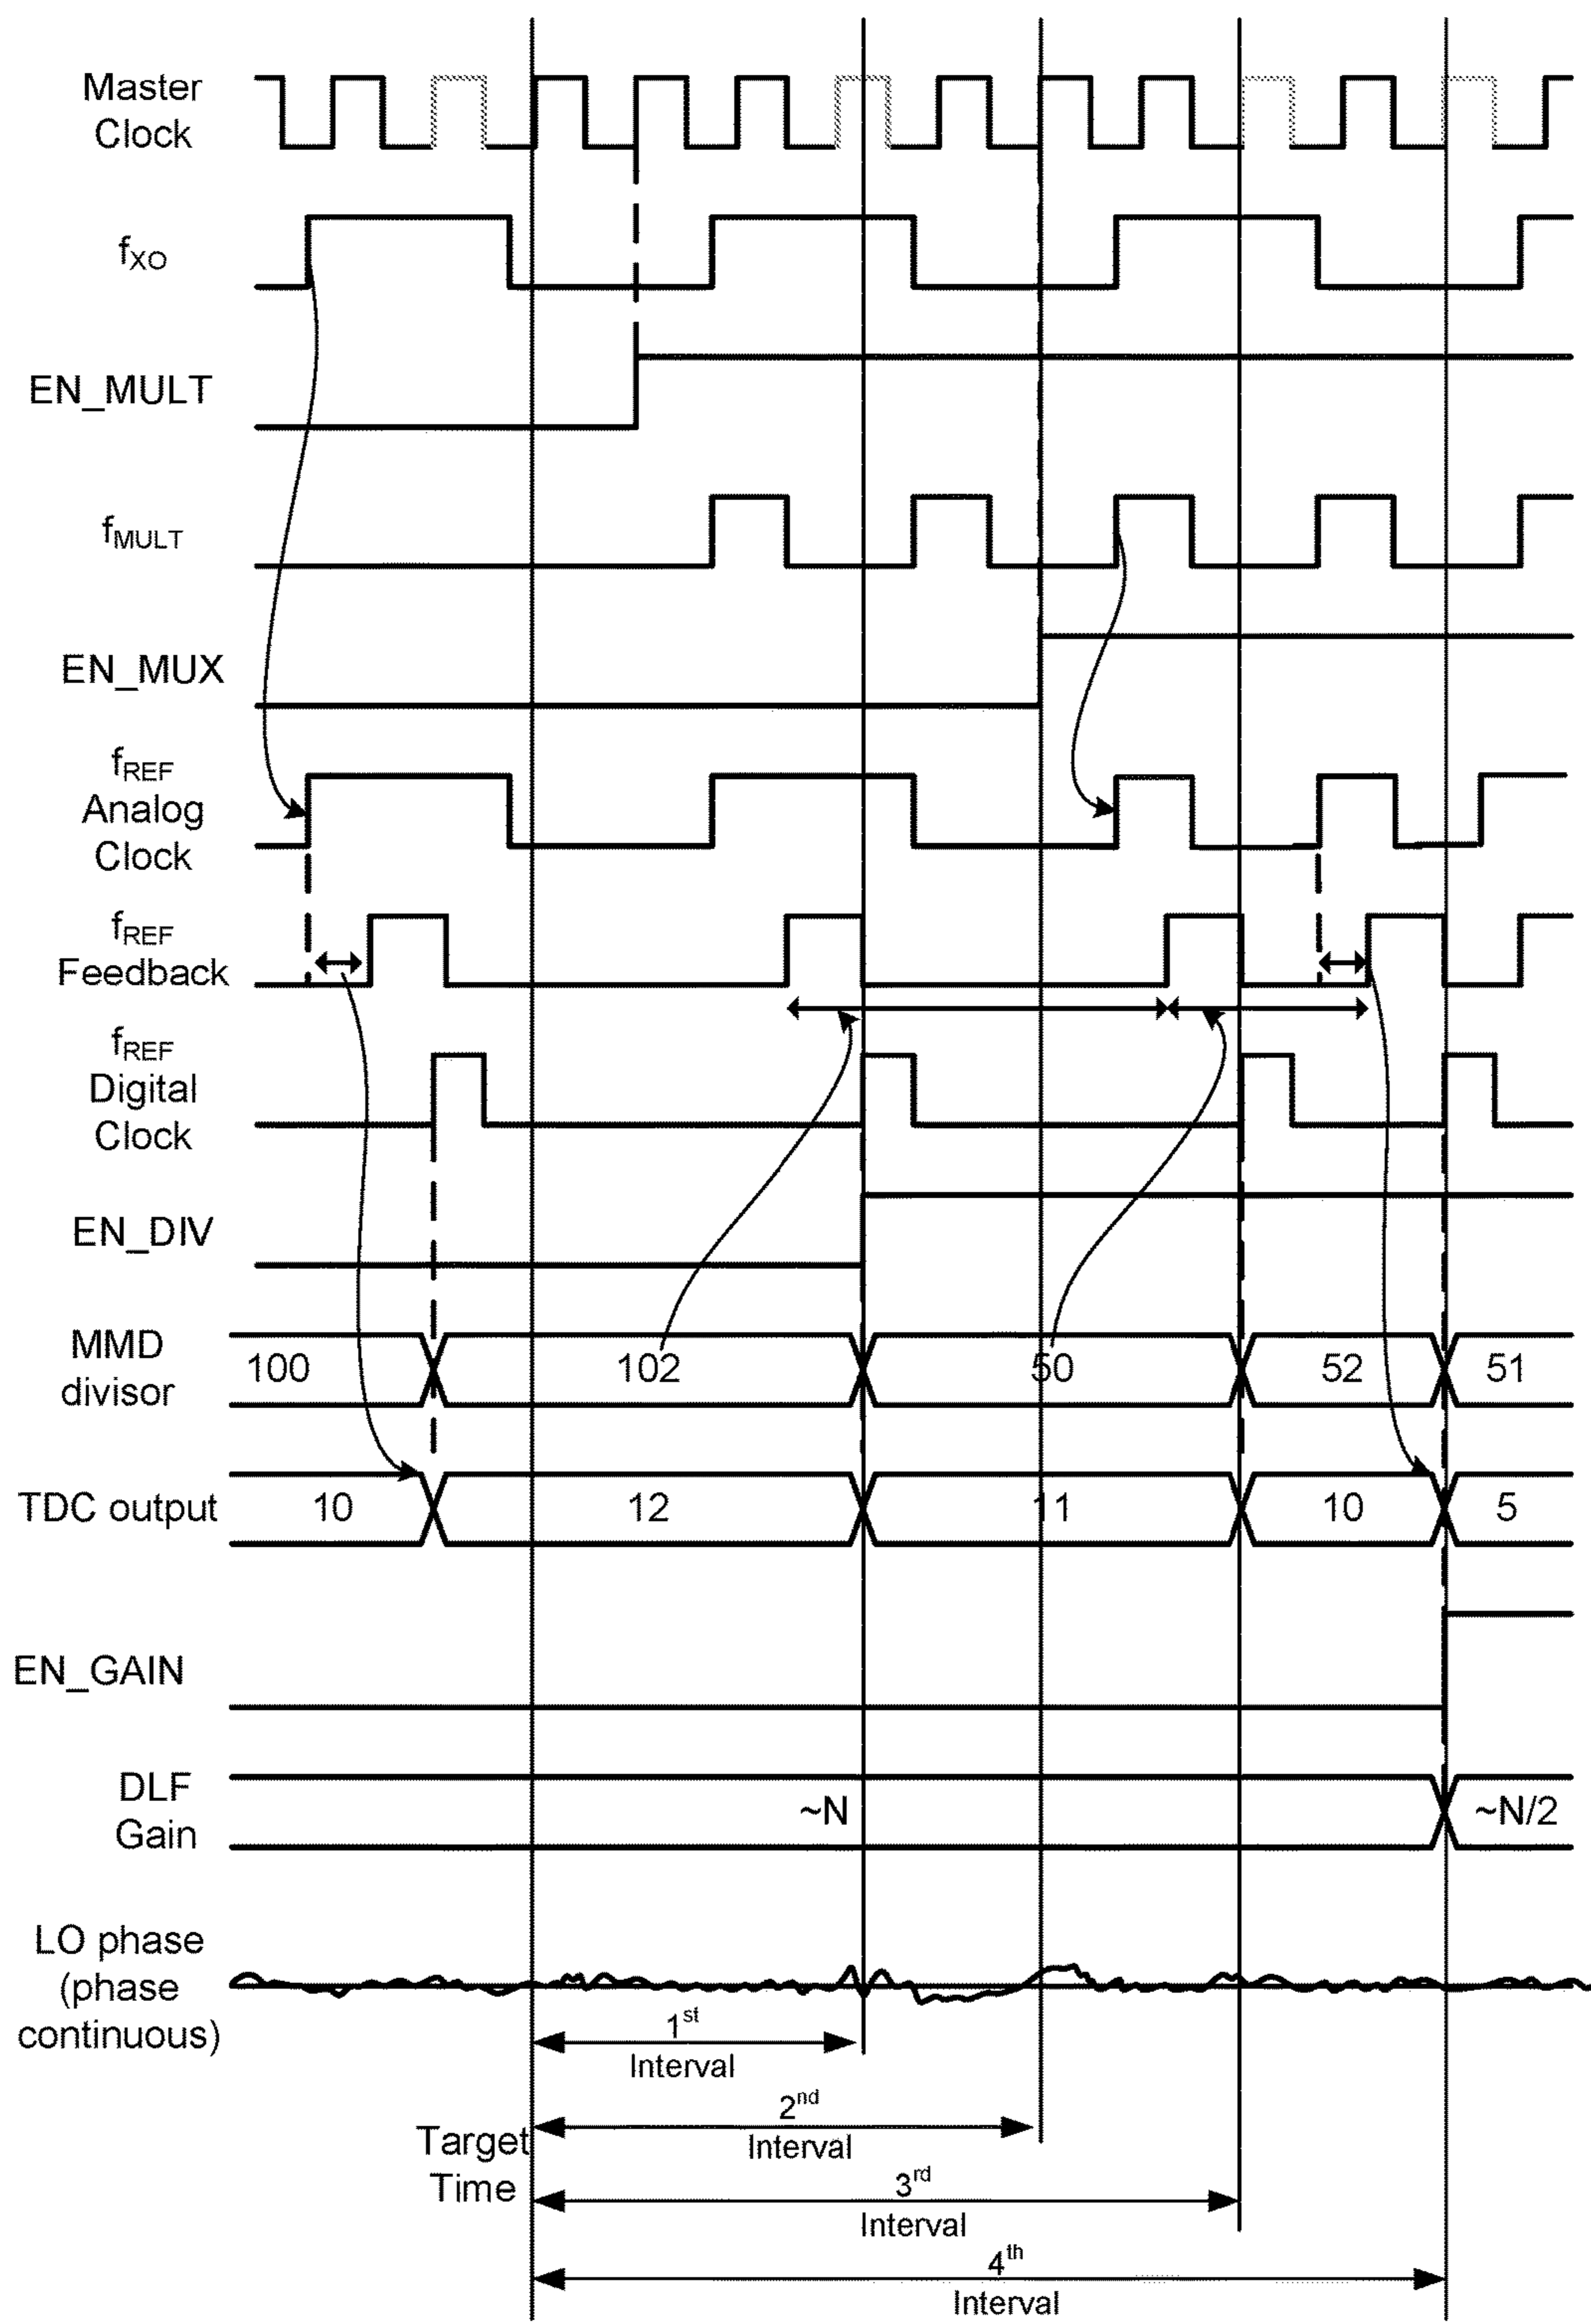 Master
Clock
fXO
EN_MULT
fMULT
EN_MUX
fREF
Analog
Clock
fREF
Feedback
fREF
Digital
Clock
EN_DIV
MMD
divisor
100 102 50 52 51
TDC output
10 12 11 10 5
EN_GAIN
DLF
Gain
~N ~N/2
LO phase
(phase
continuous)
1st
Interval
2nd
Interval
Target
Time
3rd
Interval
4th
Interval